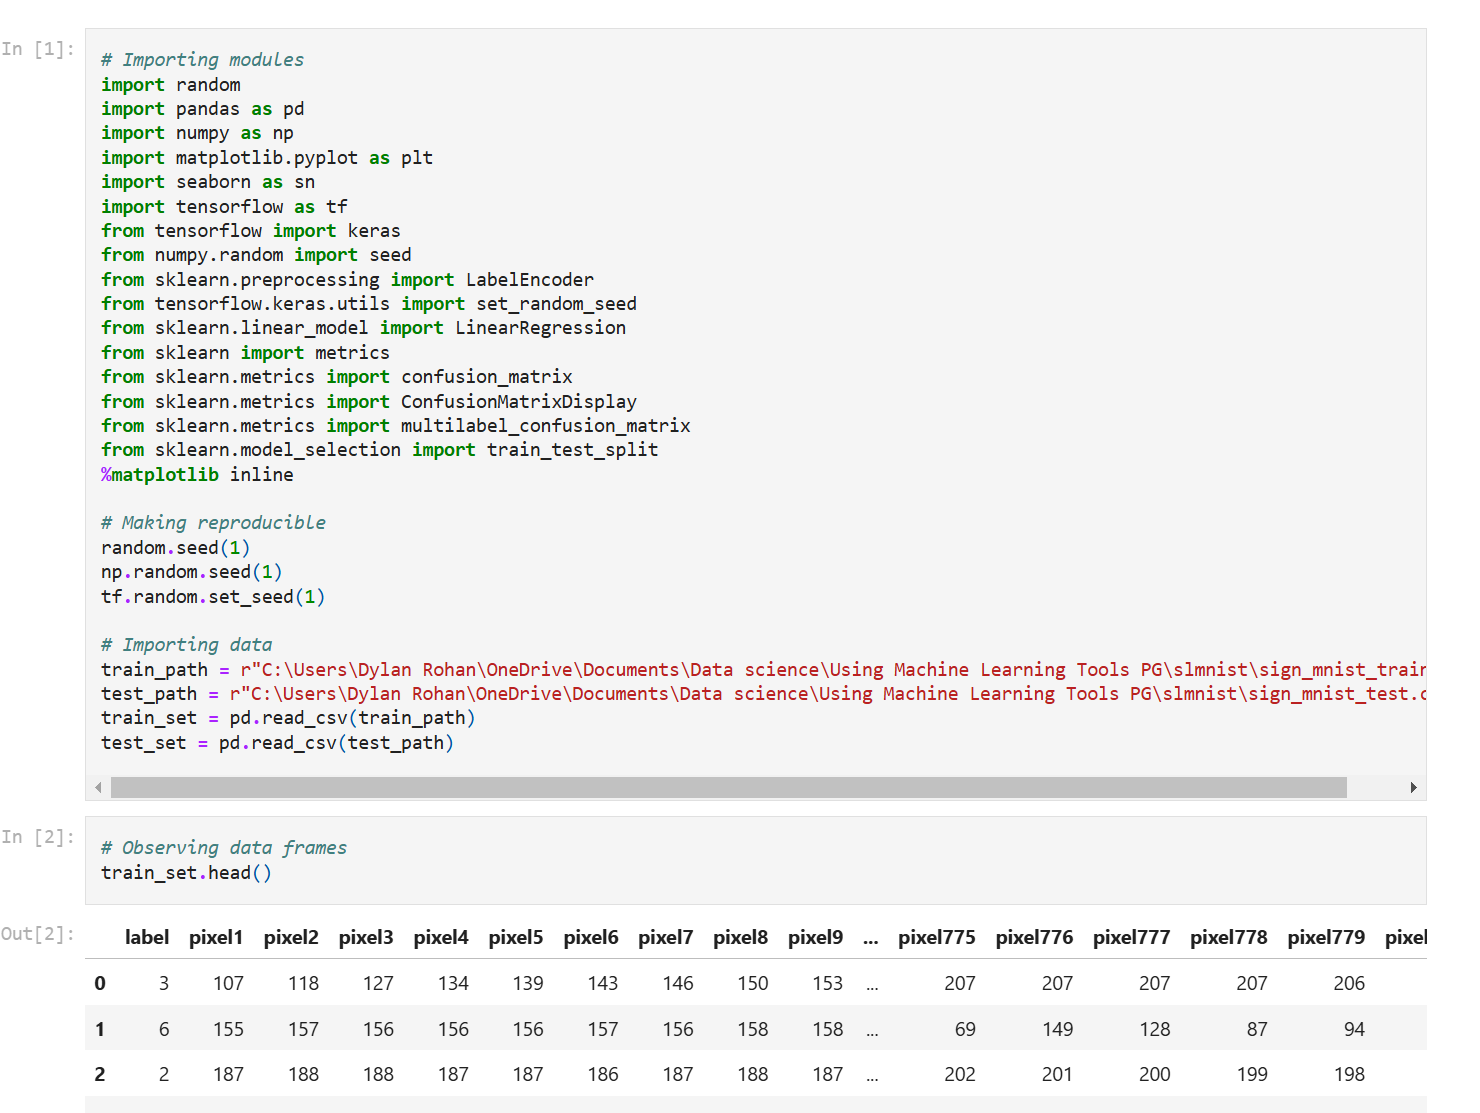 In [1]:
# Importing modules
import random
import pandas as pd
import numpy as np
import matplotlib.pyplot as plt
import seaborn as sn
import tensorflow as tf
from tensorflow import keras
from numpy.random import seed
from sklearn.preprocessing import LabelEncoder
from tensorflow.keras.utils import set_random_seed
from sklearn.linear_model import LinearRegression
from sklearn import metrics
from sklearn.metrics import confusion_matrix
from sklearn.metrics import ConfusionMatrixDisplay
from sklearn.metrics import multilabel_confusion_matrix
from sklearn.model_selection import train_test_split
%matplotlib inline
# Making reproducible
random.seed(1)
np.random.seed(1)
tf.random.set_seed(1)
# Importing data
train_path = r"C:\Users\Dylan Rohan\OneDrive\Documents\Data science\Using Machine Learning Tools PG\slmnist\sign_mnist_train
test_path = r"C:\Users\Dylan Rohan\OneDrive\Documents\Data science\Using Machine Learning Tools PG\slmnist\sign_mnist_test.c
train_set = pd.read_csv(train_path)
test_set = pd.read_csv(test_path)
In [2]:
# Observing data frames
train_set.head()
Out[2]:
label pixel1 pixel2 pixel3 pixel4 pixel5 pixel6 pixel7 pixel8 pixel9 ... pixel775 pixel776 pixel777 pixel778 pixel779 pixel
0 3 107 118 127 134 139 143 146 150 153 ... 207 207 207 207 206
1 6 155 157 156 156 156 157 156 158 158 ... 69 149 128 87 94
2 2 187 188 188 187 187 186 187 188 187 ... 202 201 200 199 198